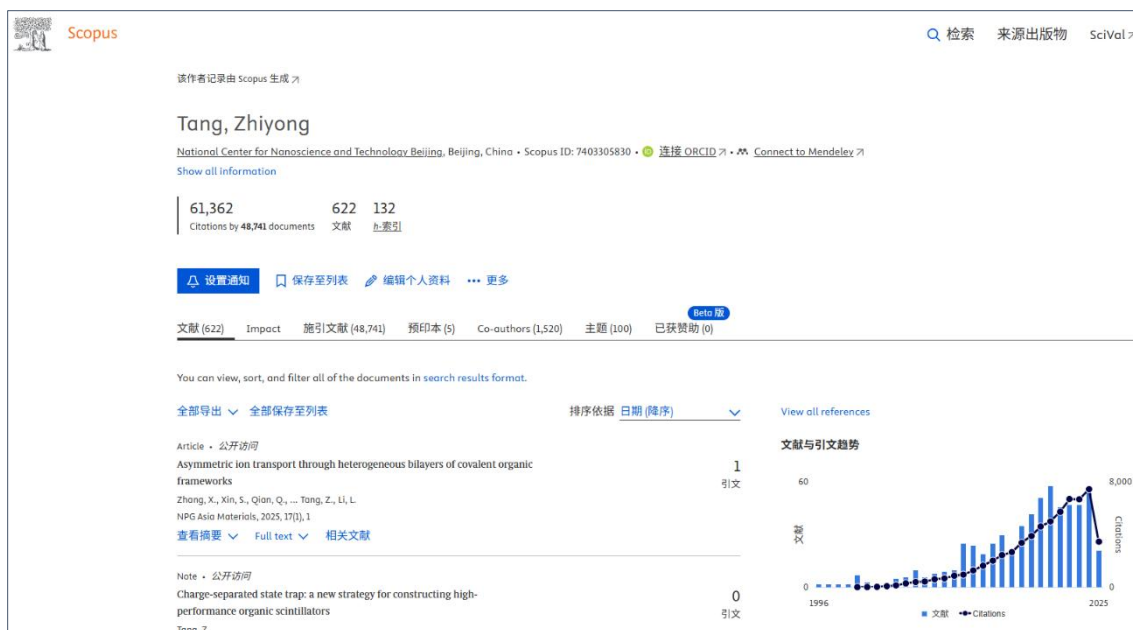 Scopus
检索 来源出版物 SciVal
该作者记录由 Scopus 生成
Tang, Zhiyong
National Center for Nanoscience and Technology Beijing, Beijing, China • Scopus ID: 7403305830 • 连接 ORCID • Connect to Mendeley
Show all information
61,362 622 132
Citations by 48,741 documents 文献 h-索引
设置通知 保存至列表 编辑个人资料 ••• 更多
Beta 版
文献 (622) Impact 施引文献 (48,741) 预印本 (5) Co-authors (1,520) 主题 (100) 已获赞助 (0)
You can view, sort, and filter all of the documents in search results format.
全部导出 全部保存至列表 排序依据 日期 (降序) View all references
文献与引文趋势
Article • 公开访问
Asymmetric ion transport through heterogeneous bilayers of covalent organic
frameworks
1
引文
Zhang, X., Xin, S., Qian, Q., ... Tang, Z., Li, L.
NPG Asia Materials, 2025, 17(1), 1
查看摘要 Full text 相关文献
Note • 公开访问
Charge-separated state trap: a new strategy for constructing high-
performance organic scintillators
0
引文
Tang, Z.
60 8,000
文献
Citations
0 0
1996 2025
文献 Citations